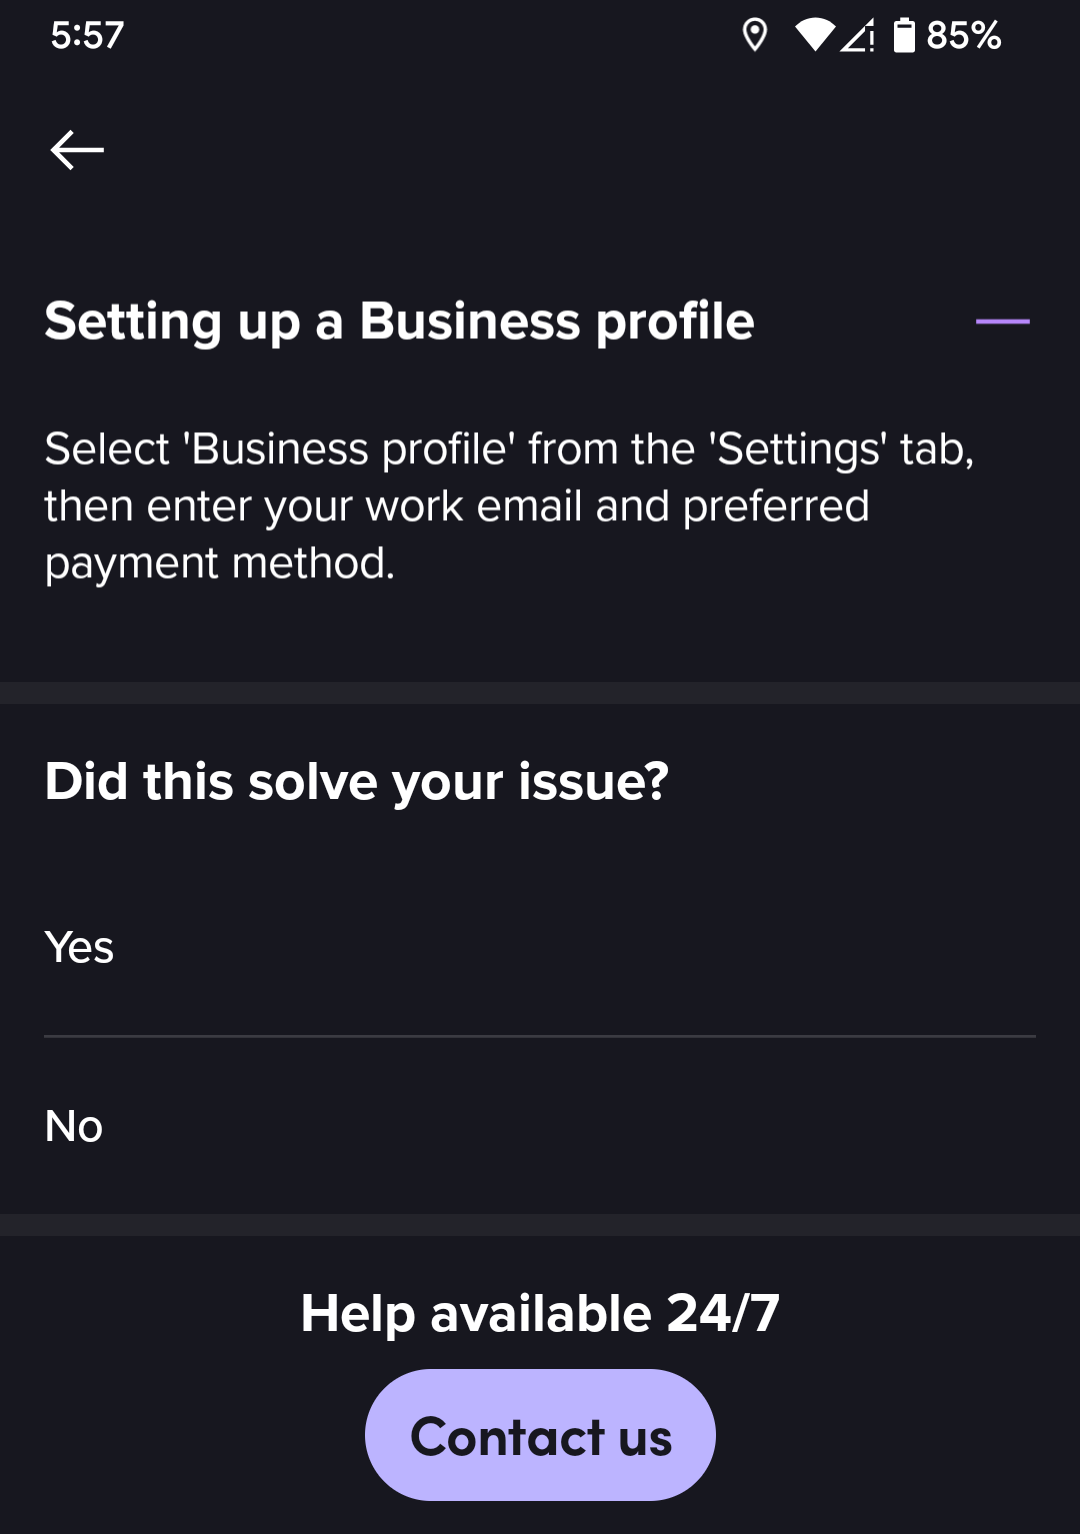 5:57
85%
Setting up a Business profile
Select 'Business profile' from the 'Settings' tab,
then enter your work email and preferred
payment method.
Did this solve your issue?
Yes
No
Help available 24/7
Contact us